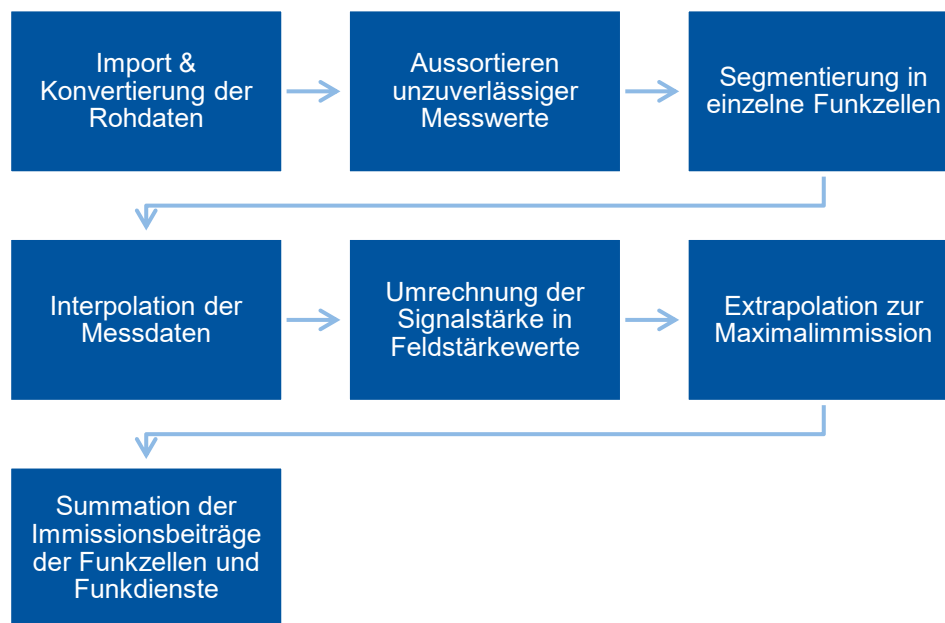 Import &
Konvertierung der
Rohdaten
Aussortieren
unzuverlässiger
Messwerte
Segmentierung in
einzelne Funkzellen
Interpolation der
Messdaten
Umrechnung der
Signalstärke in
Feldstärkewerte
Extrapolation zur
Maximalimmission
Summation der
Immissionsbeiträge
der Funkzellen und
Funkdienste